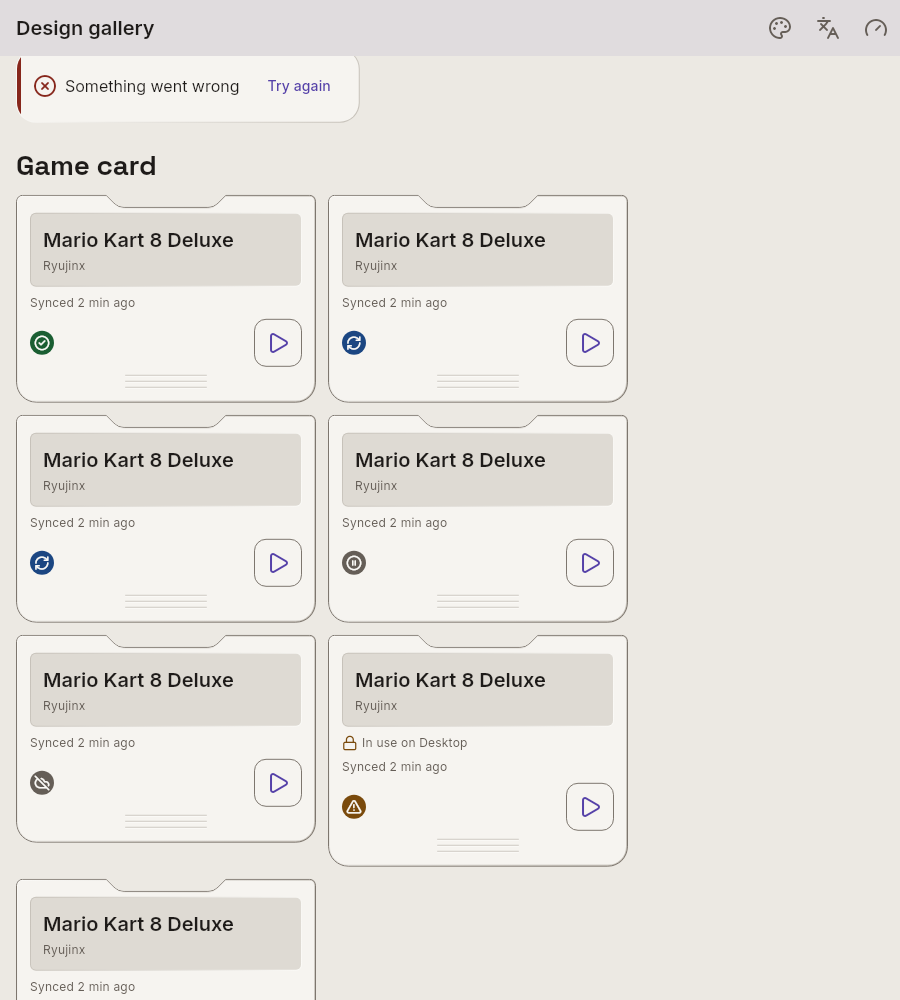 Design gallery
Something went wrong
Try again
Game card
Mario Kart 8 Deluxe
Ryujinx
Synced 2 min ago
Mario Kart 8 Deluxe
Ryujinx
Synced 2 min ago
Mario Kart 8 Deluxe
Ryujinx
Synced 2 min ago
Mario Kart 8 Deluxe
Ryujinx
Synced 2 min ago
Mario Kart 8 Deluxe
Ryujinx
Synced 2 min ago
Mario Kart 8 Deluxe
Ryujinx
In use on Desktop
Synced 2 min ago
Mario Kart 8 Deluxe
Ryujinx
Synced 2 min ago